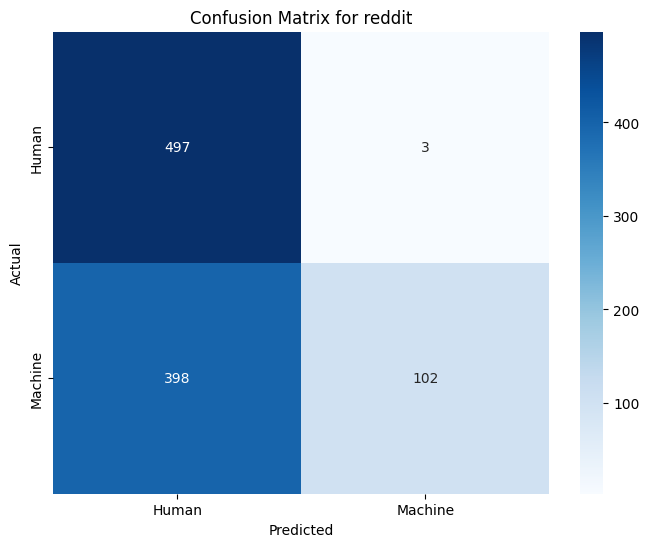 Confusion Matrix for reddit
Actual
Human
497
3
400
300
200
100
Machine
398
102
Human
Machine
Predicted